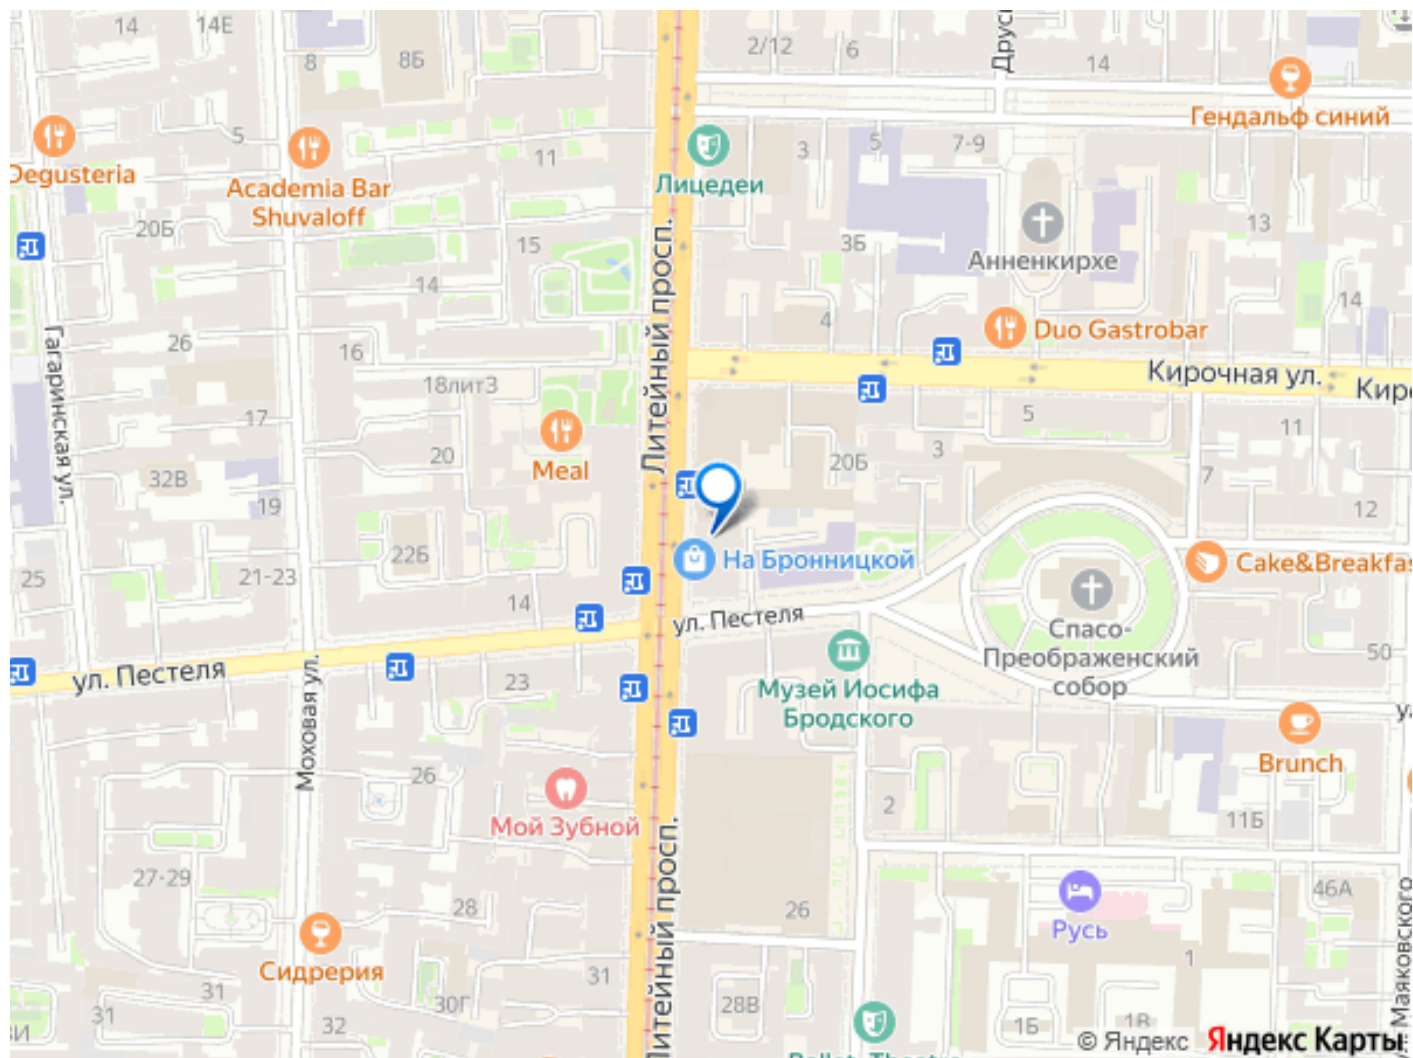 14
14Е
8
8Б
2/12
6
Друс
14
Гендальф синий
5
Degusteria
Academia Bar
Shuvaloff
11
Лицедеи
3
5
7-9
20Б
15
3Б
Анненкирхе
13
14
14
26
16
4
Duo Gastrobar
Гагаринская ул.
Литейный просп.
18лит3
Кирочная ул.
Киро
17
5
11
20
Meal
20Б
3
7
32В
19
12
22Б
На Бронницкой
Cake&Breakfas
25
21-23
14
ул. Пестеля
Спасо-
Преображенский
собор
50
ул. Пестеля
23
Моховая ул.
Музей Иосифа
Бродского
Brunch
26
2
11Б
Мой Зубной
Литейный просп.
27-29
28
26
46А
Маяковского
Русь
Сидрерия
31
30Г
31
28В
1
31
32
1Б
1В
© Яндекс
Яндекс Карты